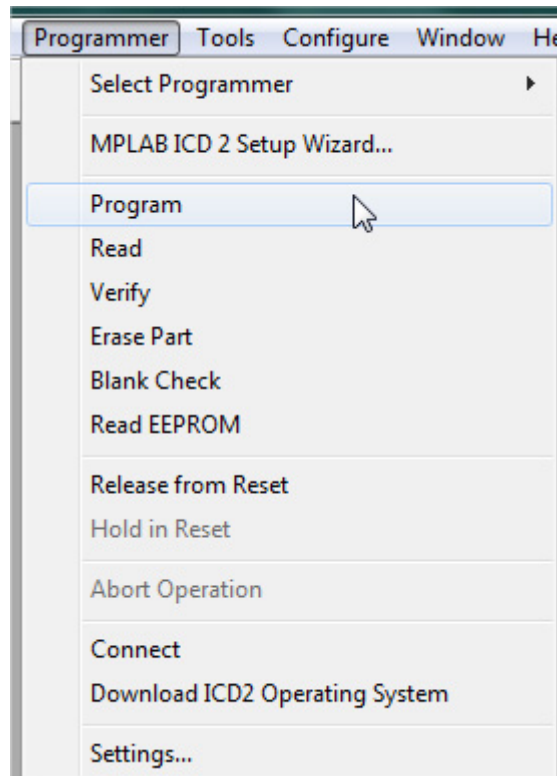 Programmer Tools Configure Window He
Select Programmer
MPLAB ICD 2 Setup Wizard...
Program
Read
Verify
Erase Part
Blank Check
Read EEPROM
Release from Reset
Hold in Reset
Abort Operation
Connect
Download ICD2 Operating System
Settings...